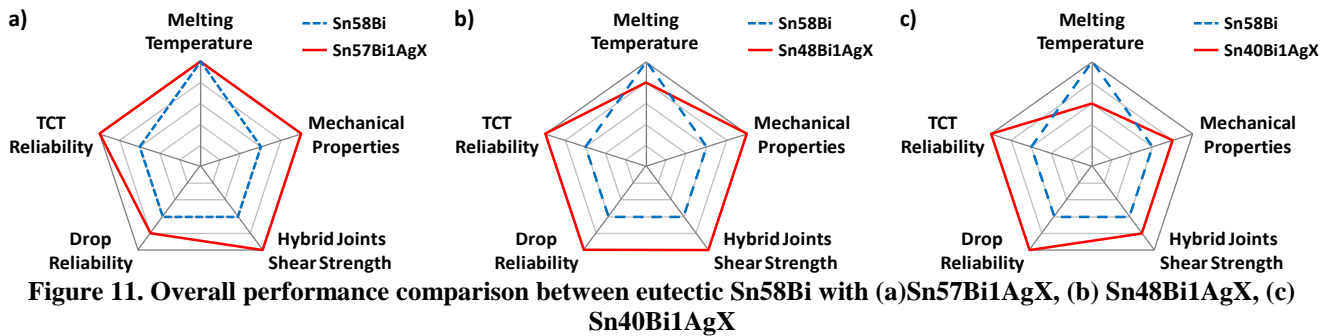 a)
Melting
Temperature
Sn58Bi
Sn57Bi1AgX
TCT
Reliability
Mechanical
Properties
Drop
Reliability
Hybrid Joints
Shear Strength
b)
Melting
Temperature
Sn58Bi
Sn48Bi1AgX
TCT
Reliability
Mechanical
Properties
Drop
Reliability
Hybrid Joints
Shear Strength
c)
Melting
Temperature
Sn58Bi
Sn40Bi1AgX
TCT
Reliability
Mechanical
Properties
Drop
Reliability
Hybrid Joints
Shear Strength
Figure 11. Overall performance comparison between eutectic Sn58Bi with (a)Sn57Bi1AgX, (b) Sn48Bi1AgX, (c)
Sn40Bi1AgX